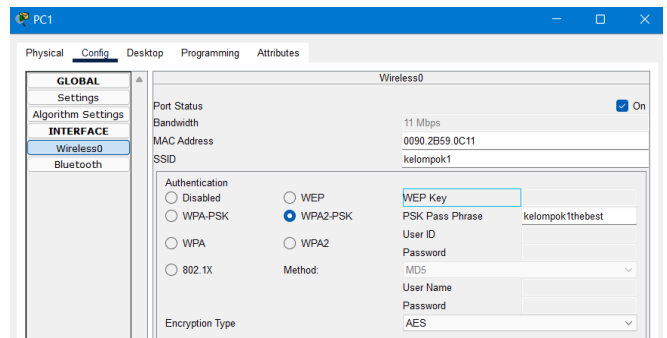 PC1
Physical Config Desktop Programming Attributes
GLOBAL
Settings
Algorithm Settings
INTERFACE
Wireless0
Bluetooth
Wireless0
Port Status On
Bandwidth 11 Mbps
MAC Address 0090.2B59.0C11
SSID kelompok1
Authentication
Disabled WEP WEP Key
WPA-PSK WPA2-PSK PSK Pass Phrase kelompok1thebest
User ID
WPA WPA2
Password
802.1X Method: MD5
User Name
Password
Encryption Type AES